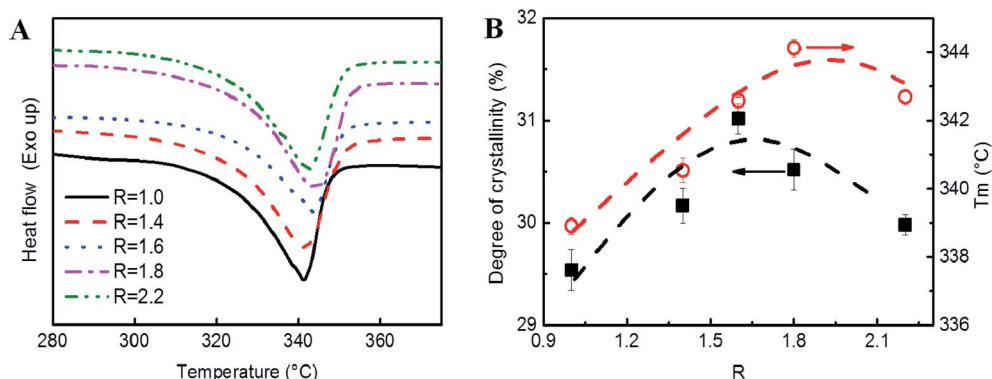 A
Heat flow (Exo up)
R=1.0
R=1.4
R=1.6
R=1.8
R=2.2
280 300 320 340 360
Temperature (°C)
B
Degree of crystallinity (%)
32
31
30
29
0.9 1.2 1.5 1.8 2.1
R
344
342
340
338
336
Tm (°C)